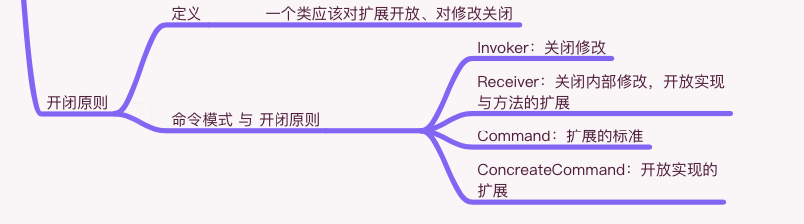 定义
一个类应该对扩展开放、对修改关闭
开闭原则
命令模式 与 开闭原则
Invoker：关闭修改
Receiver：关闭内部修改，开放实现
与方法的扩展
Command：扩展的标准
ConcreateCommand：开放实现的
扩展